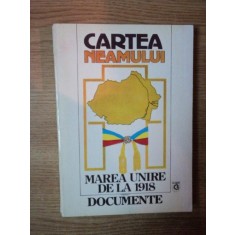 CARTEA
NEAMULUI
MAREA UNIRE
DE LA 1918
DOCUMENTE